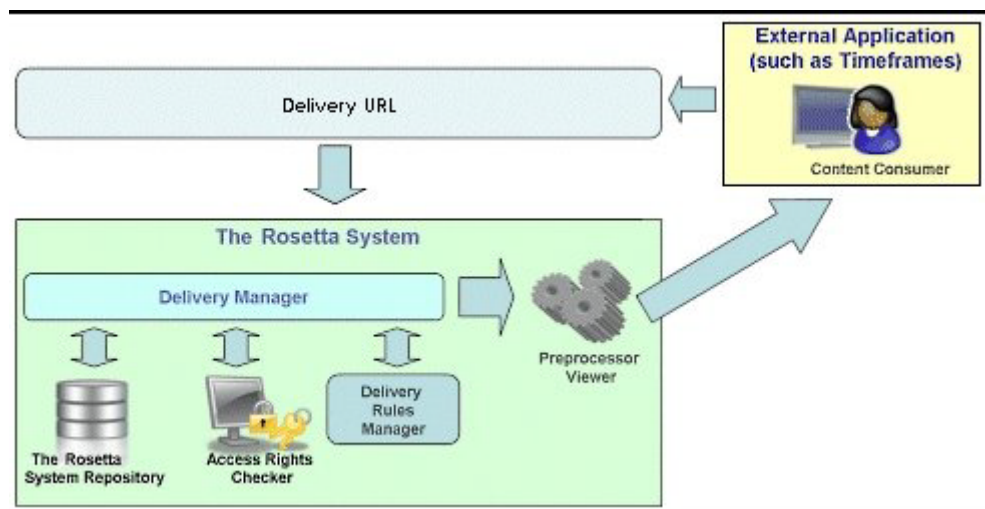 External Application
(such as Timeframes)
Content Consumer
Delivery URL
The Rosetta System
Delivery Manager
Preprocessor
Viewer
The Rosetta
System Repository
Access Rights
Checker
Delivery
Rules
Manager